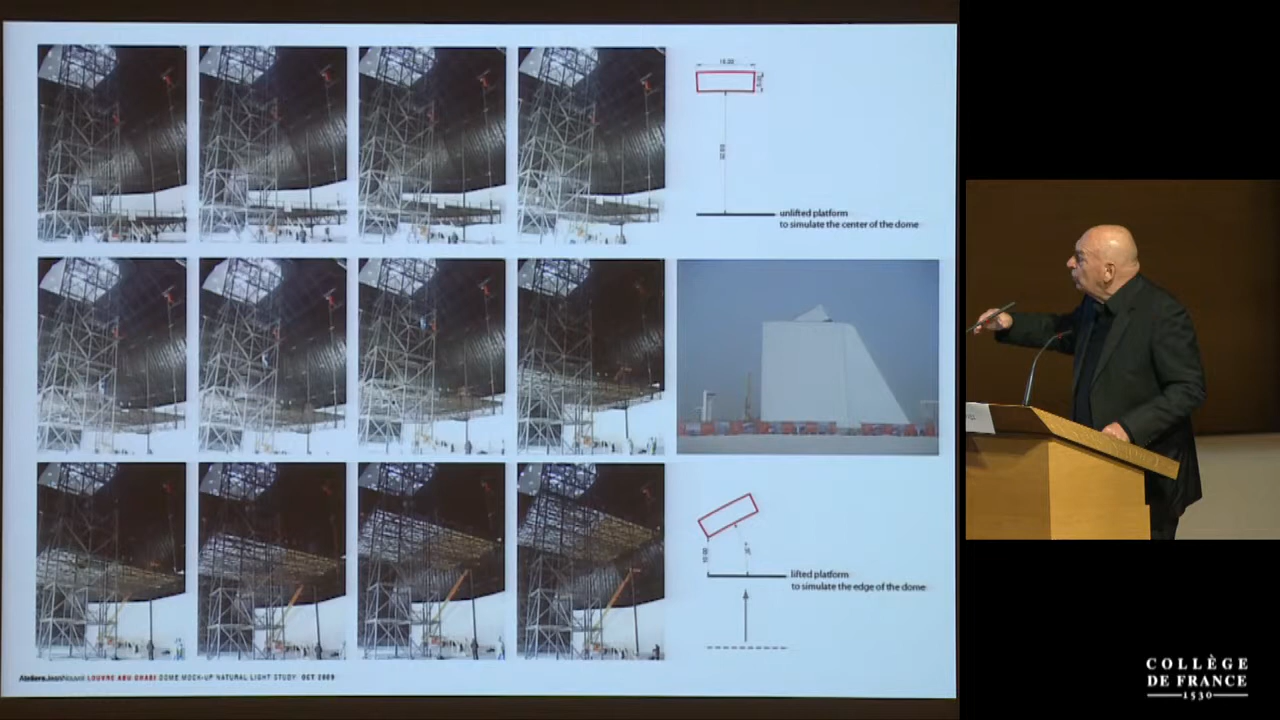 unlifted platform
to simulate the center of the dome
lifted platform
to simulate the edge of the dome
AteliersJeanNouvel LOUVRE ABU DHABI DOME MOCK-UP NATURAL LIGHT STUDY OCT 2009
COLLÈGE
DE FRANCE
1530